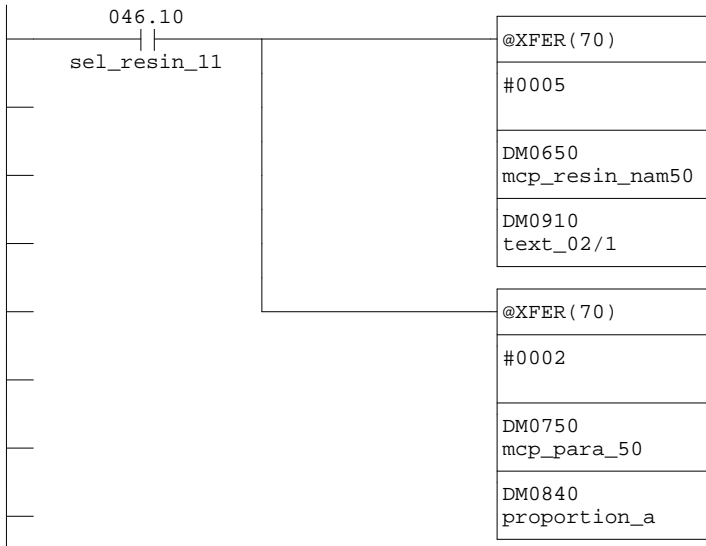 046.10
sel_resin_11
@XFER(70)
#0005
DM0650
mcp_resin_nam50
DM0910
text_02/1
@XFER(70)
#0002
DM0750
mcp_para_50
DM0840
proportion_a